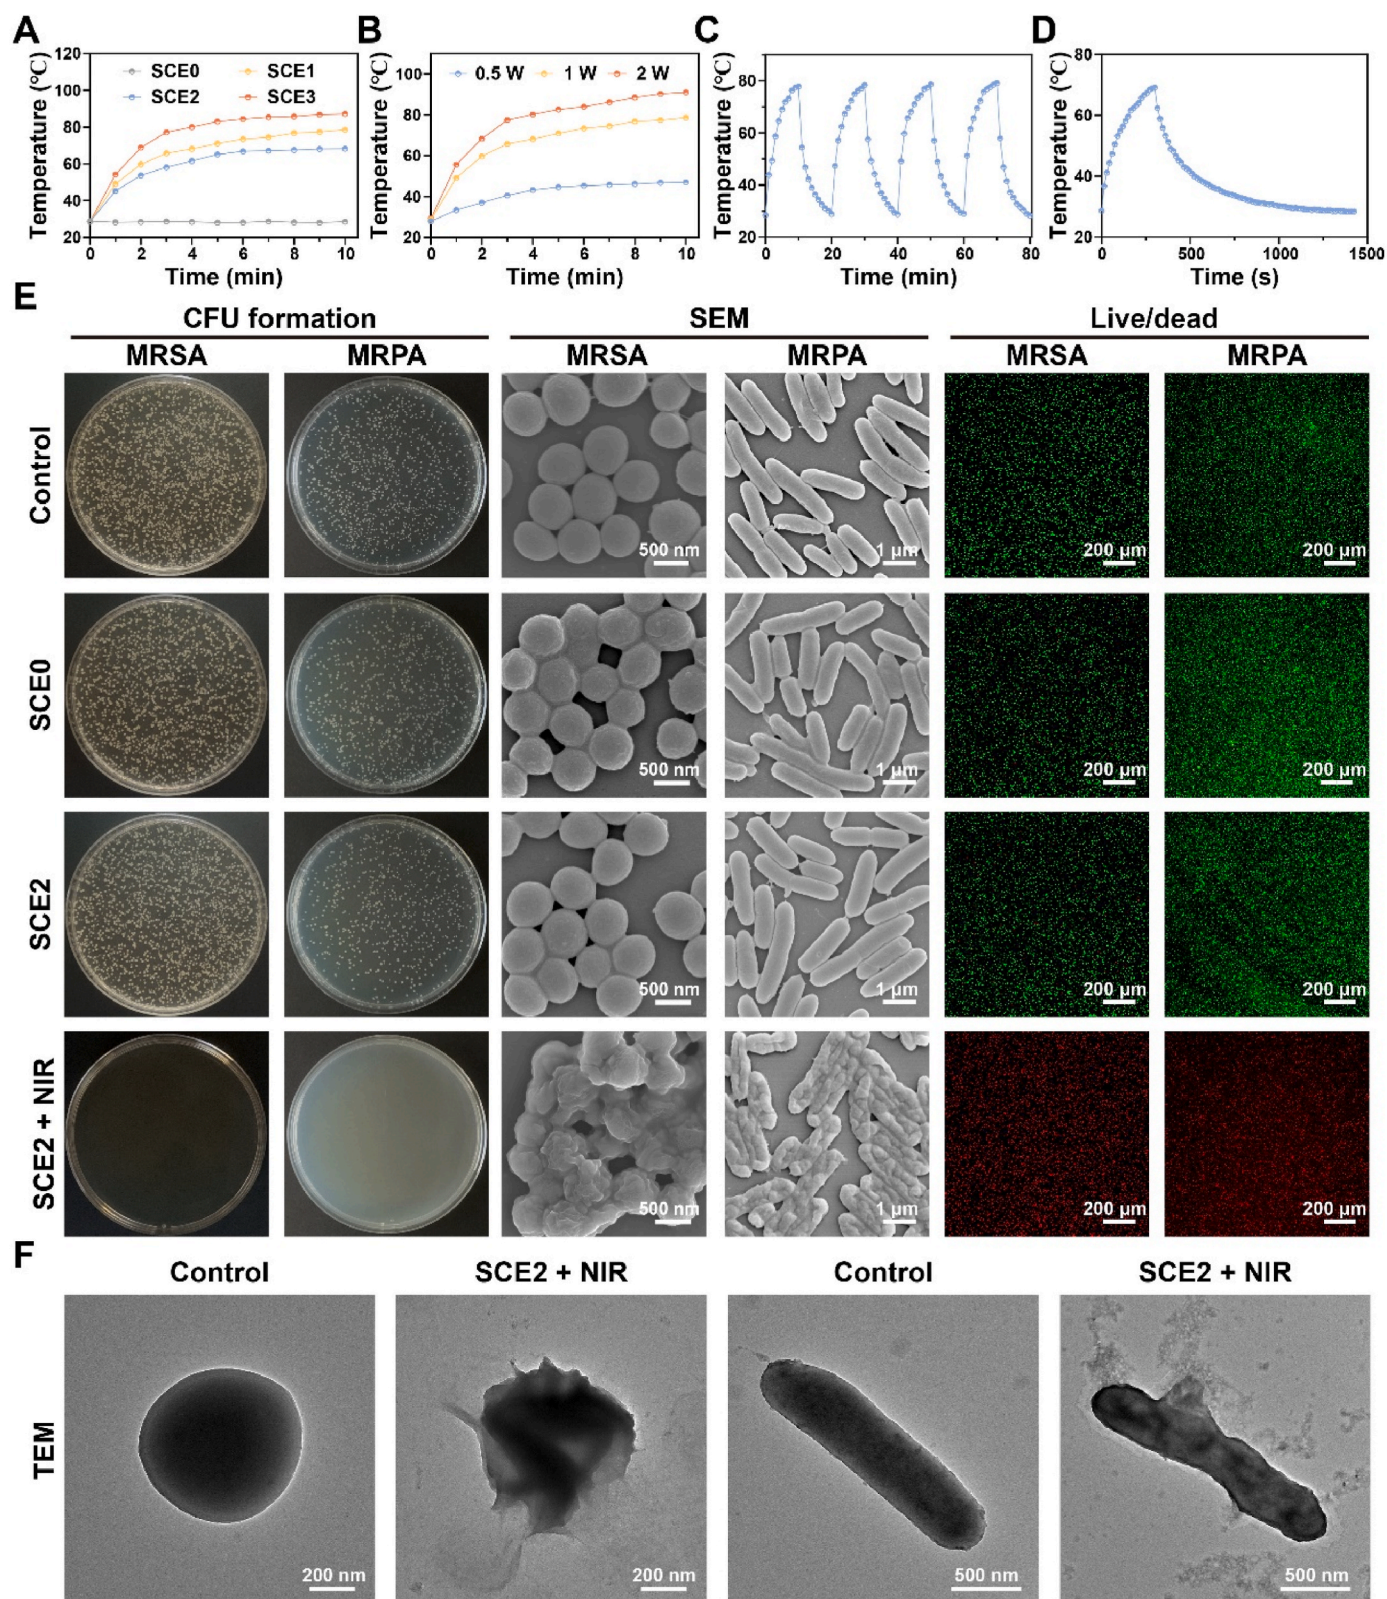 A
Temperature (℃)
120
100
80
60
40
20
SCE0
SCE1
SCE2
SCE3
0
2
4
6
8
10
Time (min)
B
Temperature (℃)
100
80
60
40
20
0.5 W
1 W
2 W
0
2
4
6
8
10
Time (min)
C
Temperature (℃)
80
60
40
20
0
20
40
60
80
Time (min)
D
Temperature (℃)
80
60
40
20
0
500
1000
1500
Time (s)
E
CFU formation
SEM
Live/dead
MRSA
MRPA
MRSA
MRPA
MRSA
MRPA
Control
500 nm
1 μm
200 μm
200 μm
SCE0
500 nm
1 μm
200 μm
200 μm
SCE2
500 nm
1 μm
200 μm
200 μm
SCE2 + NIR
500 nm
1 μm
200 μm
200 μm
F
Control
SCE2 + NIR
Control
SCE2 + NIR
TEM
200 nm
200 nm
500 nm
500 nm